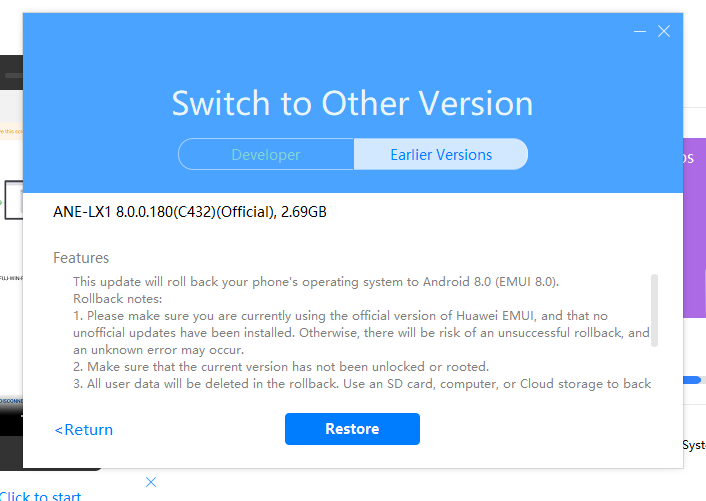 Switch to Other Version
Developer
Earlier Versions
ANE-LX1 8.0.0.180(C432)(Official), 2.69GB
Features
This update will roll back your phone's operating system to Android 8.0 (EMUI 8.0).
Rollback notes:
1. Please make sure you are currently using the official version of Huawei EMUI, and that no
unofficial updates have been installed. Otherwise, there will be risk of an unsuccessful rollback, and
an unknown error may occur.
2. Make sure that the current version has not been unlocked or rooted.
3. All user data will be deleted in the rollback. Use an SD card, computer, or Cloud storage to back
<Return
Restore
Click to start